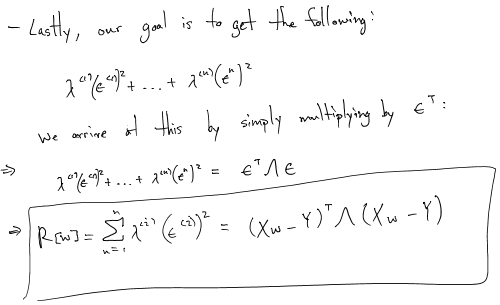 - Lastly, our goal is to get the following:
λ^(1)(ϵ^(1))^2 + ... + λ^(n)(ϵ^n)^2
We arrive at this by simply multiplying by ϵ^T:
⇒ λ^(1)(ϵ^(1))^2 + ... + λ^(n)(ϵ^n)^2 = ϵ^T Λ ϵ
⇒ R[w] = Σ_{n=1}^{n} λ^(i) (ϵ^(i))^2 = (Xw - Y)^T Λ (Xw - Y)